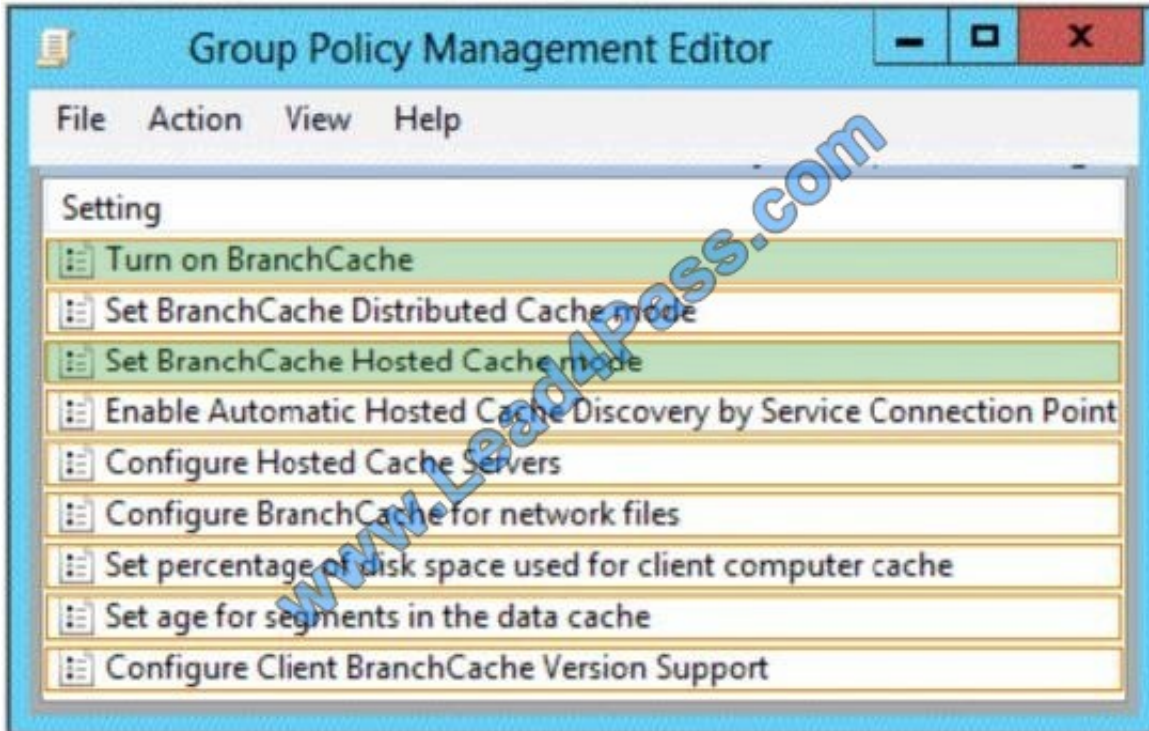 Group Policy Management Editor
File Action View Help
Setting
Turn on BranchCache
Set BranchCache Distributed Cache mode
Set BranchCache Hosted Cache mode
Enable Automatic Hosted Cache Discovery by Service Connection Point
Configure Hosted Cache Servers
Configure BranchCache for network files
Set percentage of disk space used for client computer cache
Set age for segments in the data cache
Configure Client BranchCache Version Support
www.Lead4Pass.com